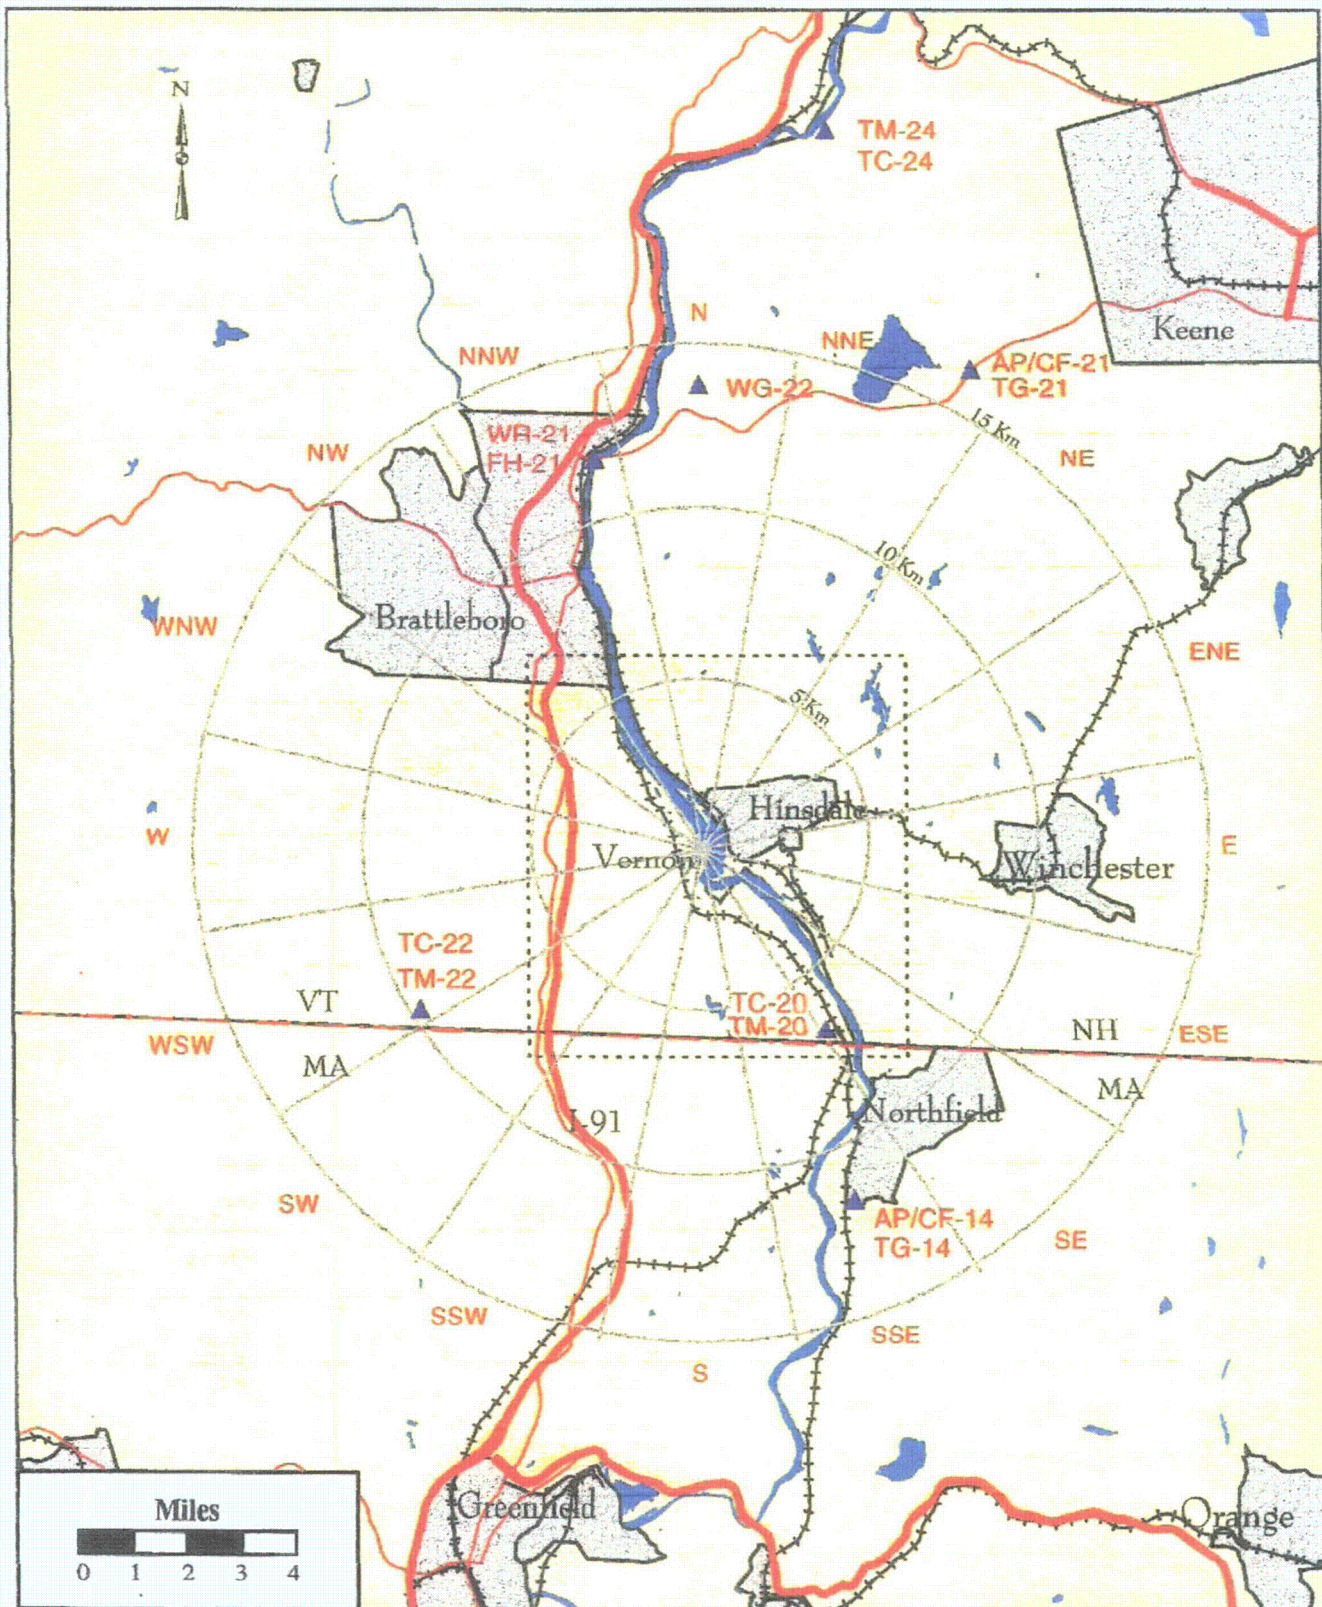 N
TM-24
TC-24
Keene
N
NNE
NNW
AP/CF-21
TG-21
WG-22
15 Km
WR-21
FH-21
NW
NE
10 Km
Brattleboro
WNW
ENE
5 Km
Hinsdale
W
E
Vernon
Winchester
TC-22
TM-22
VT
TC-20
TM-20
NH
ESE
WSW
MA
MA
Northfield
I-91
SW
AP/CF-14
TG-14
SE
SSW
SSE
S
Miles
0 1 2 3 4
Greenfield
Orange